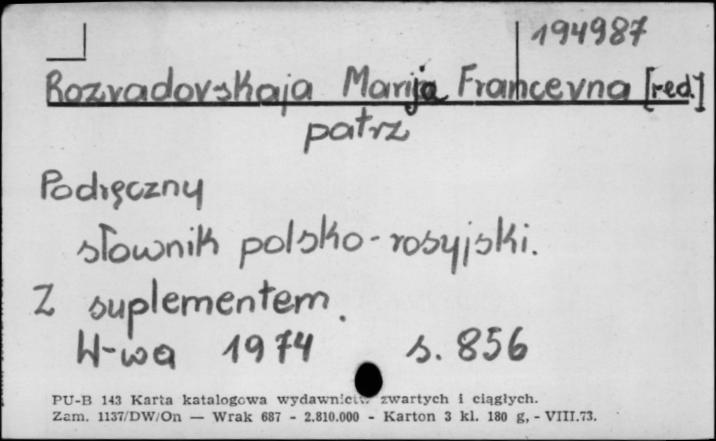 194987
Rozvadovskaja Marija Francevna [red.]
patrz
Podręczny
słownik polsko-rosyjski.
Z suplementem.
W-wa 1974 s. 856
PU-B 143 Karta katalogowa wydawnictw zwartych i ciągłych.
Zam. 1137/DW/On — Wrak 687 - 2.810.000 - Karton 3 kl. 180 g, - VIII.73.